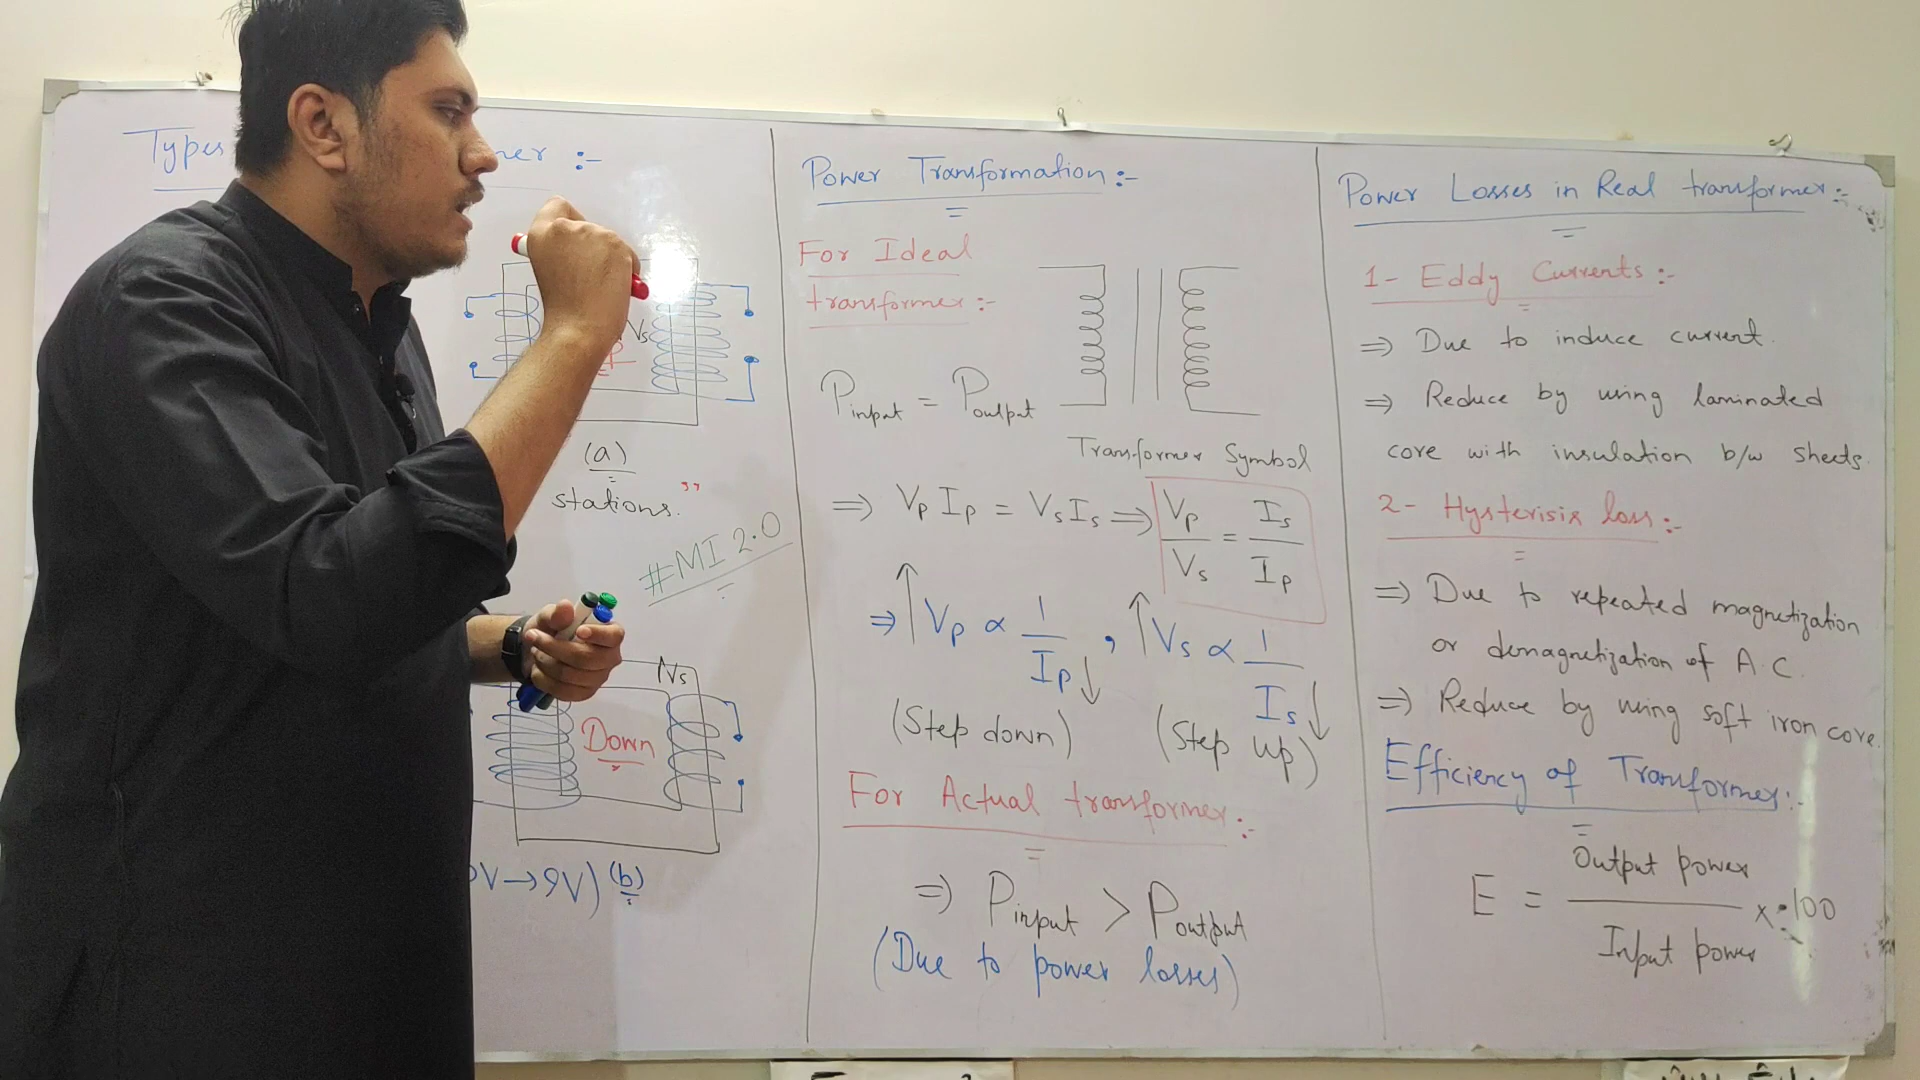 Types
mer :-
Ns
(a)
stations."
#MI 2.0
Ns
Down
V→9V) (b)
Power Transformation:-
For Ideal
transformer:-
Pinput = Poutput
Transformer Symbol
⇒ Vp Ip = Vs Is ⇒ Vp/Vs = Is/Ip
⇒ ↑Vp ∝ 1/Ip↓ , ↑Vs ∝ 1/Is↓
(Step down) (Step up)
For Actual transformer:-
⇒ Pinput > Poutput
(Due to power losses)
Power Losses in Real transformer:-
1- Eddy Currents:-
⇒ Due to induce current.
⇒ Reduce by using laminated
core with insulation b/w sheets.
2- Hysterisis loss:-
⇒ Due to repeated magnetization
or demagnetization of A.C.
⇒ Reduce by using soft iron core.
Efficiency of Transformer:-
E = Output power / Input power × 100